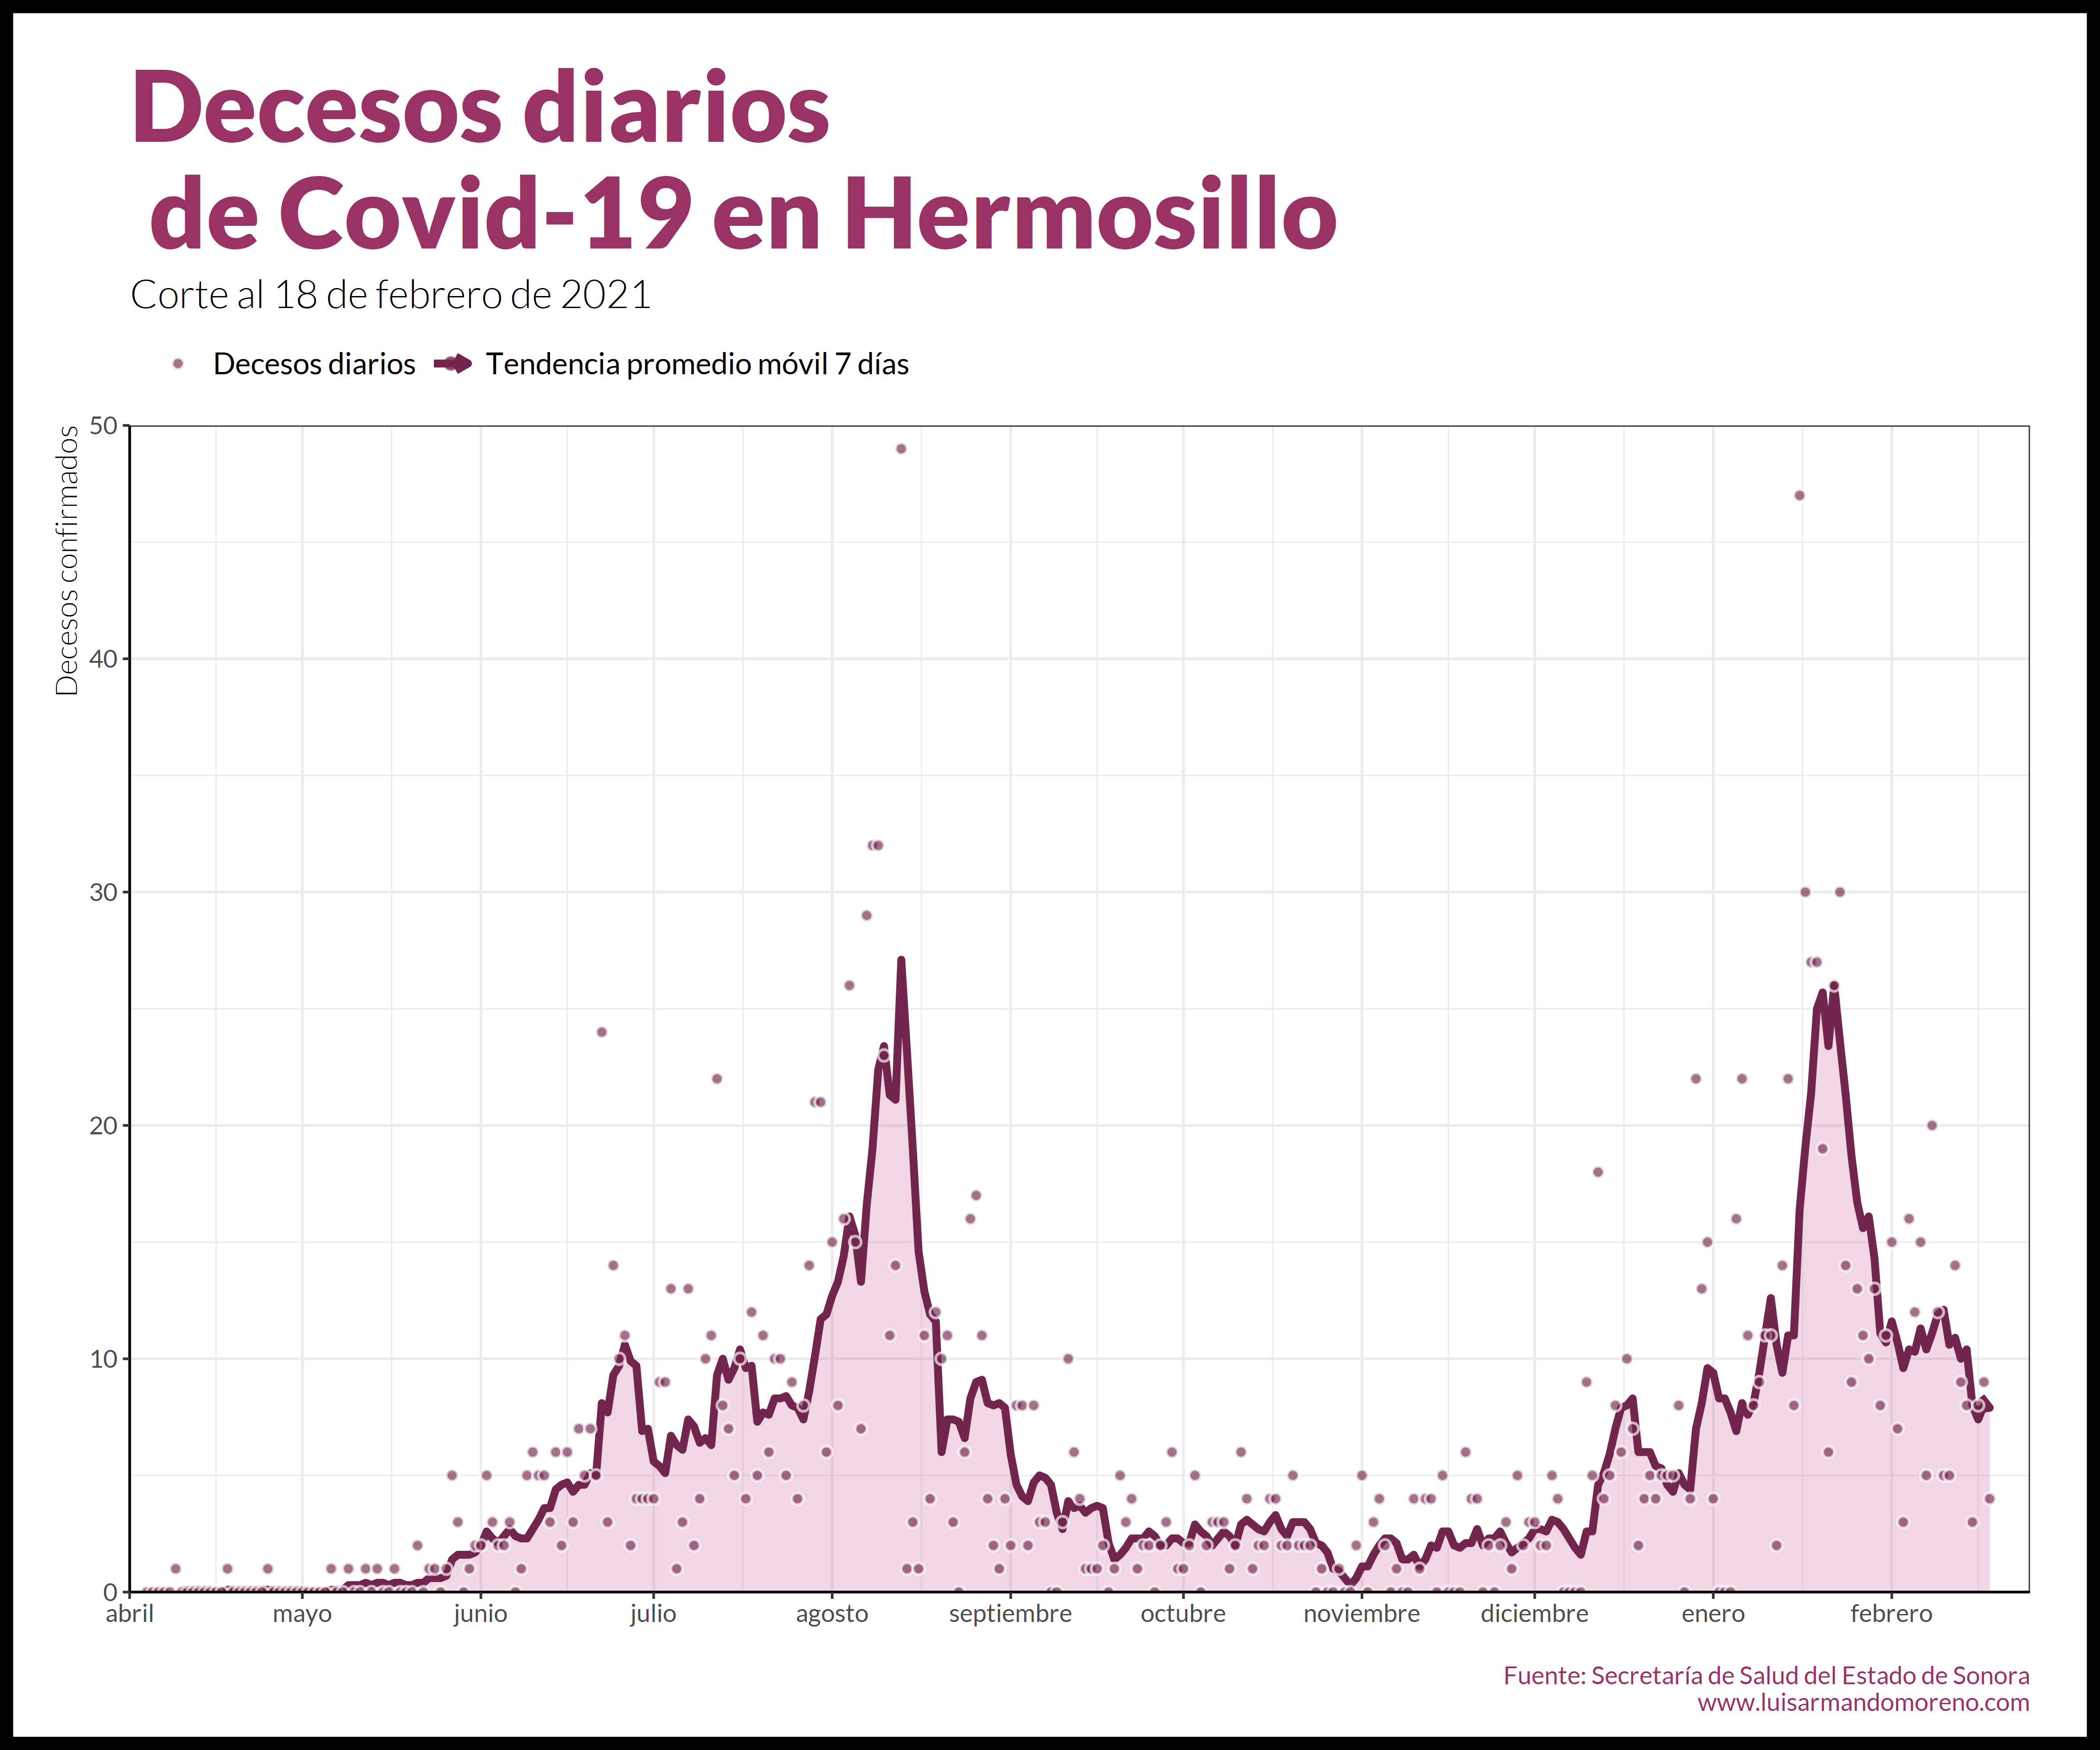 Decesos diarios
de Covid-19 en Hermosillo
Corte al 18 de febrero de 2021
Decesos diarios Tendencia promedio móvil 7 días
Decesos confirmados
50
40
30
20
10
0
abril mayo junio julio agosto septiembre octubre noviembre diciembre enero febrero
Fuente: Secretaría de Salud del Estado de Sonora
www.luisarmandomoreno.com